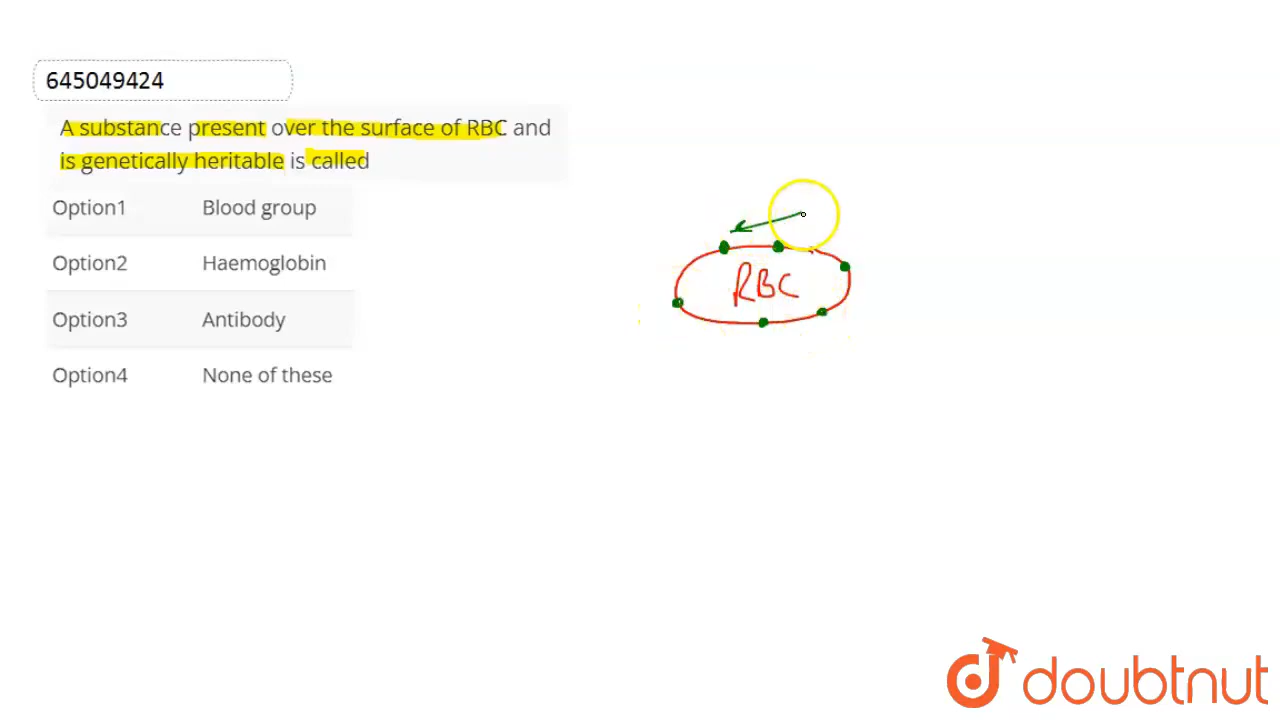 645049424
A substance present over the surface of RBC and
is genetically heritable is called
Option1 Blood group
Option2 Haemoglobin
Option3 Antibody
Option4 None of these
RBC
doubtnut